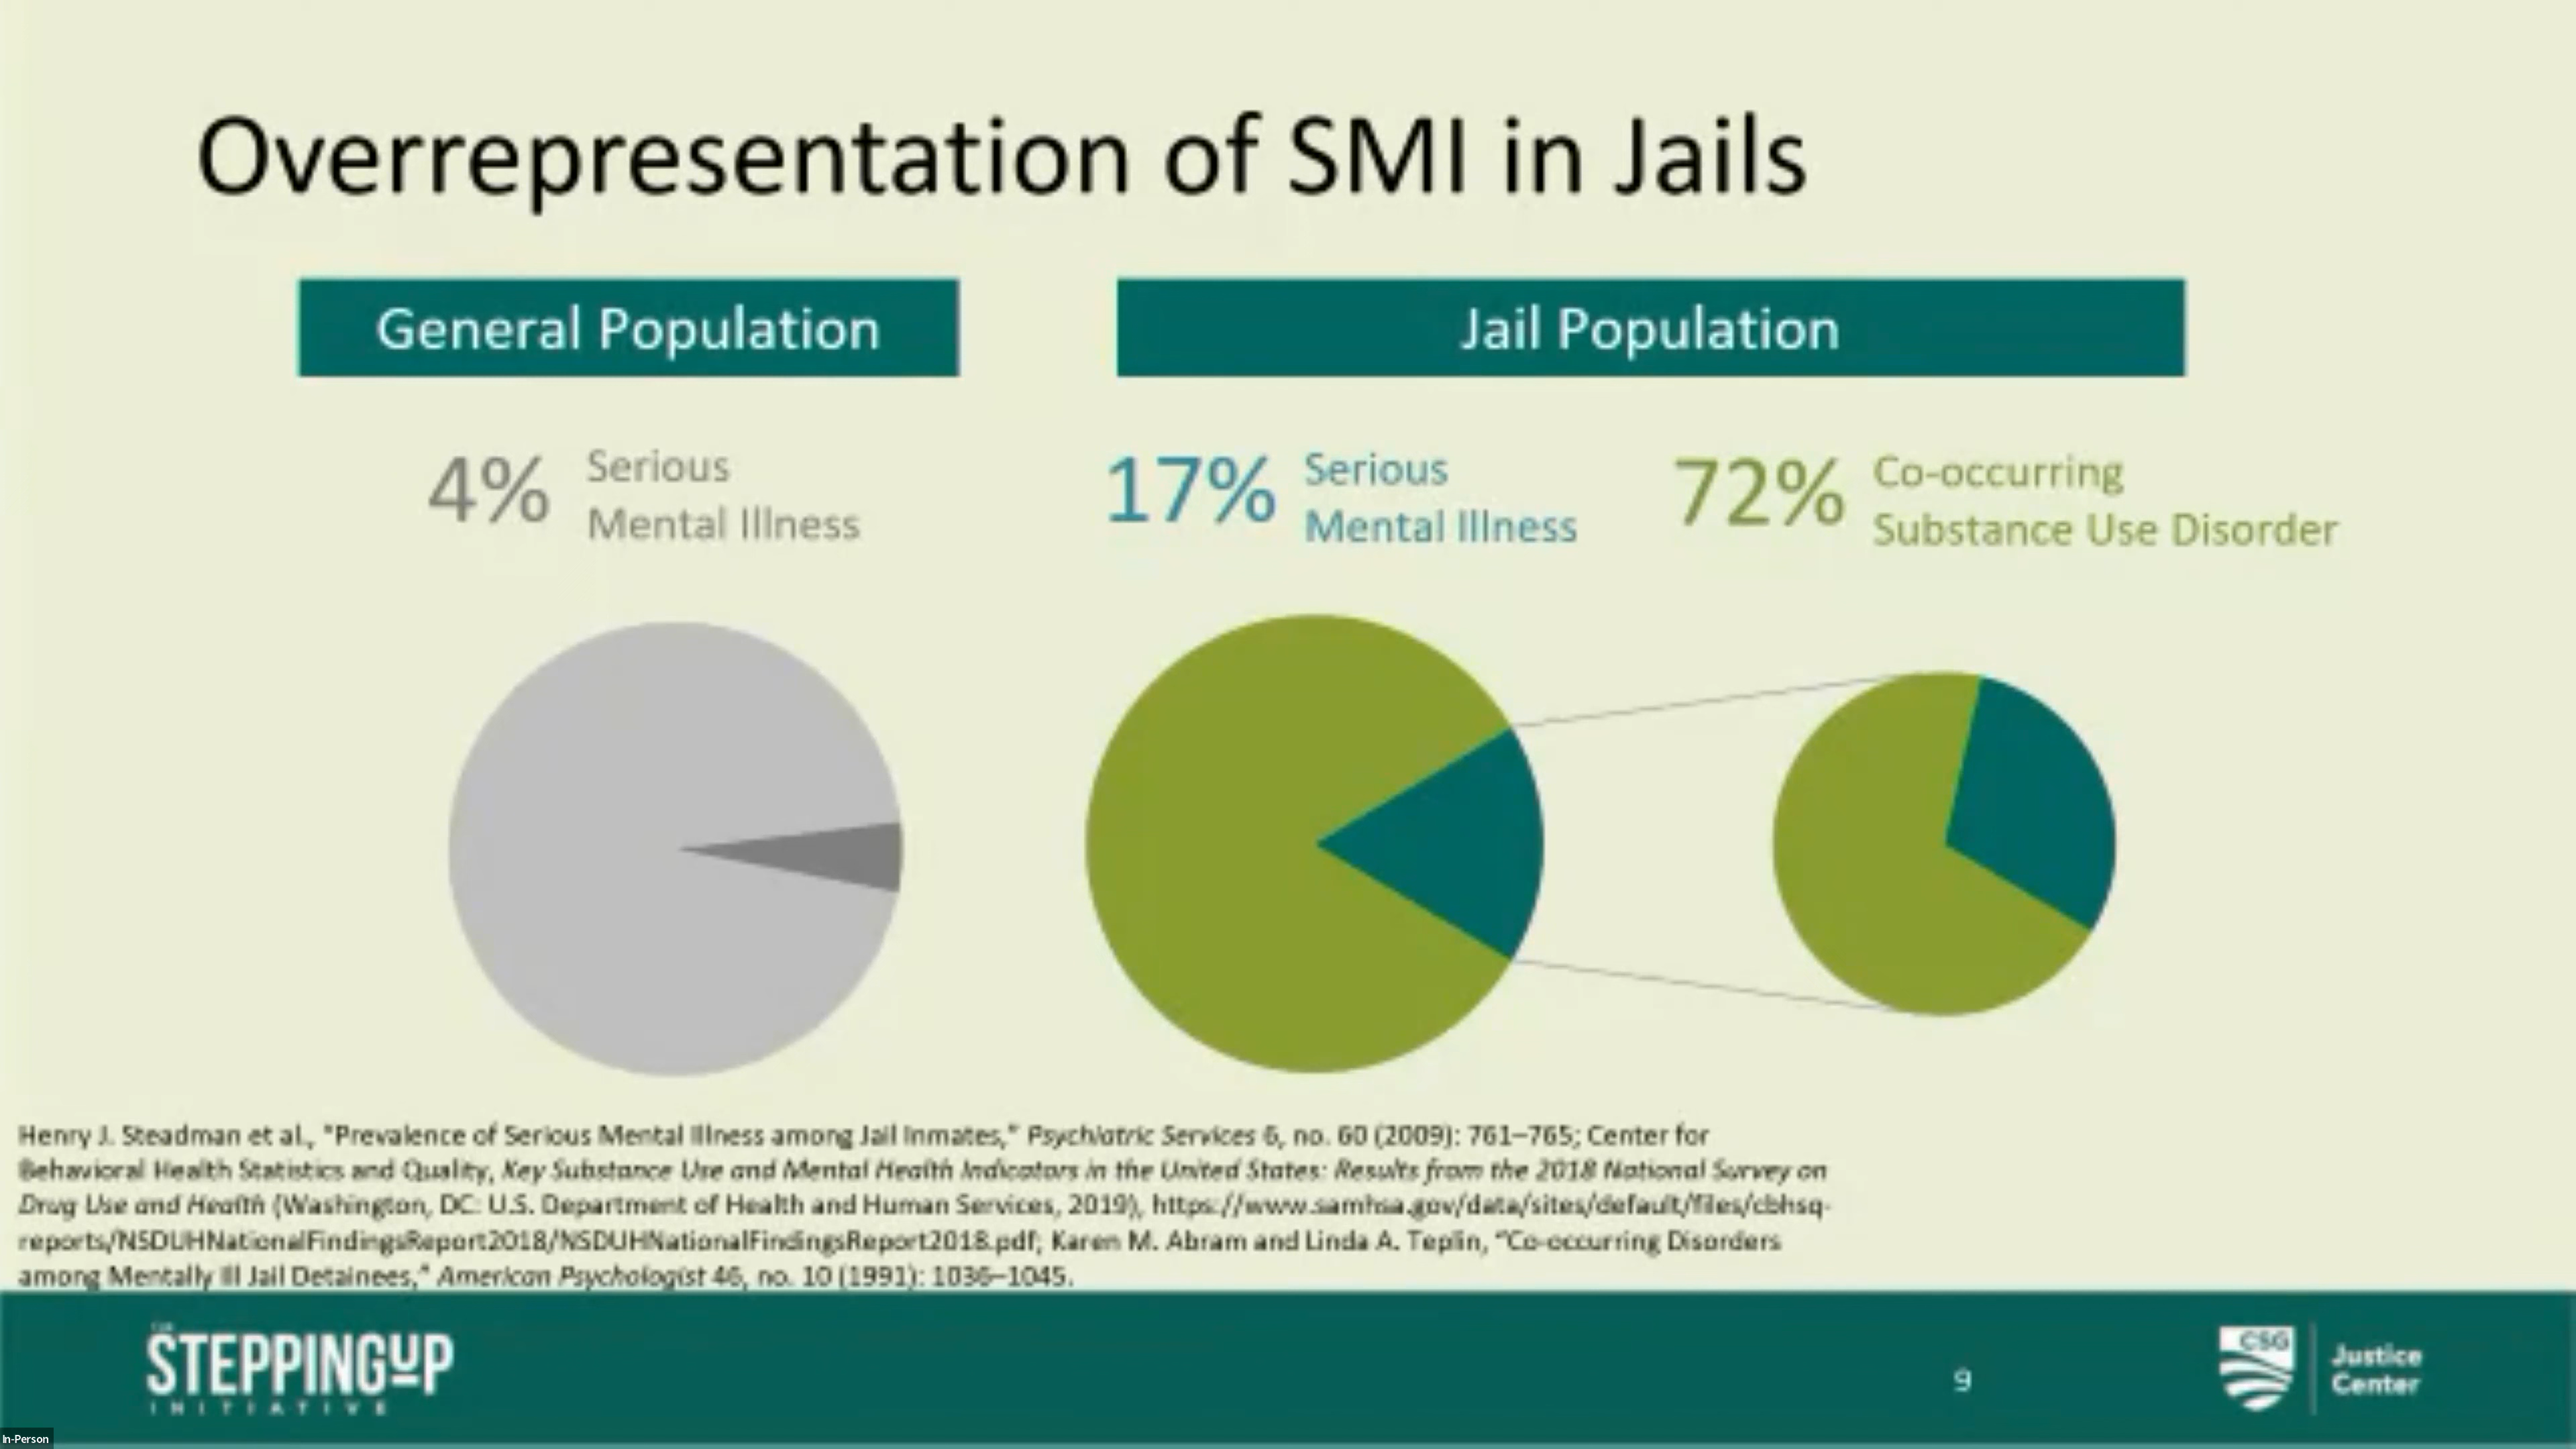 Overrepresentation of SMI in Jails
General Population
Jail Population
4%
Serious
Mental Illness
17%
Serious
Mental Illness
72%
Co-occurring
Substance Use Disorder
Henry J. Steadman et al., "Prevalence of Serious Mental Illness among Jail Inmates," Psychiatric Services 6, no. 60 (2009): 761–765; Center for
Behavioral Health Statistics and Quality, Key Substance Use and Mental Health Indicators in the United States: Results from the 2018 National Survey on
Drug Use and Health (Washington, DC: U.S. Department of Health and Human Services, 2019), https://www.samhsa.gov/data/sites/default/files/cbhsq-
reports/NSDUHNationalFindingsReport2018/NSDUHNationalFindingsReport2018.pdf; Karen M. Abram and Linda A. Teplin, "Co-occurring Disorders
among Mentally Ill Jail Detainees," American Psychologist 46, no. 10 (1991): 1036–1045.
STEPPINGUP
INITIATIVE
9
CSG
Justice
Center
In-Person